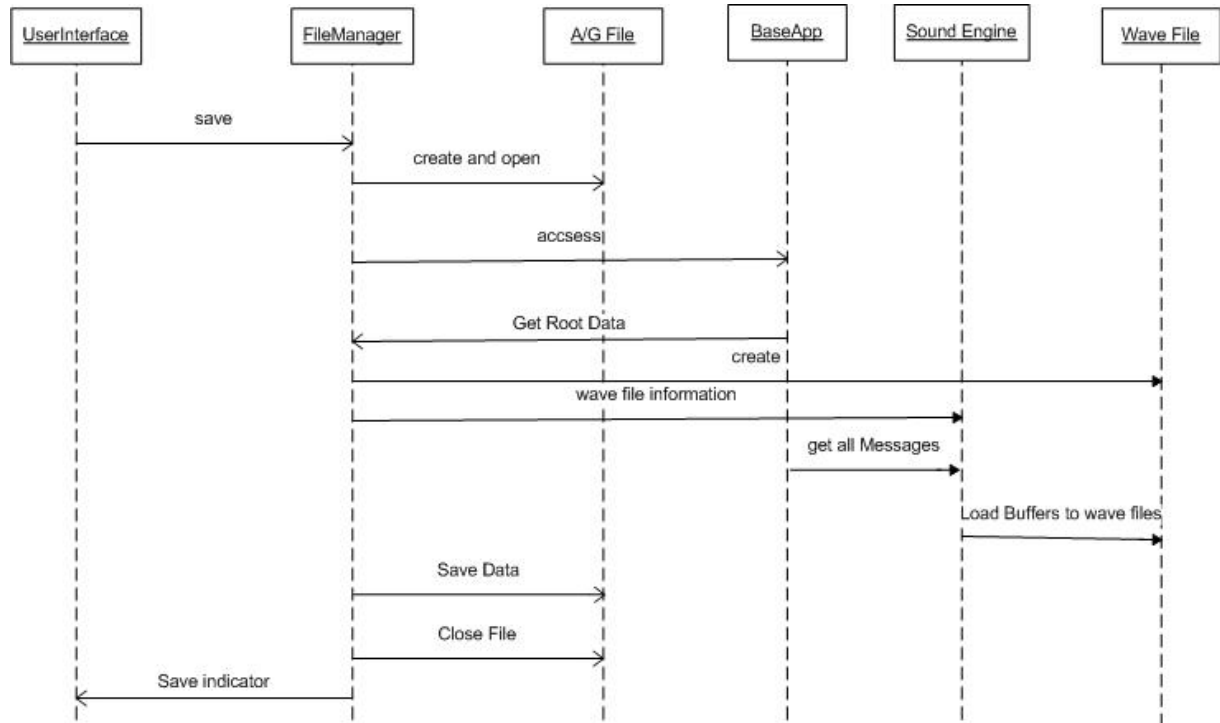 UserInterface
FileManager
A/G File
BaseApp
Sound Engine
Wave File
save
create and open
accsess
Get Root Data
create
wave file information
get all Messages
Load Buffers to wave files
Save Data
Close File
Save indicator